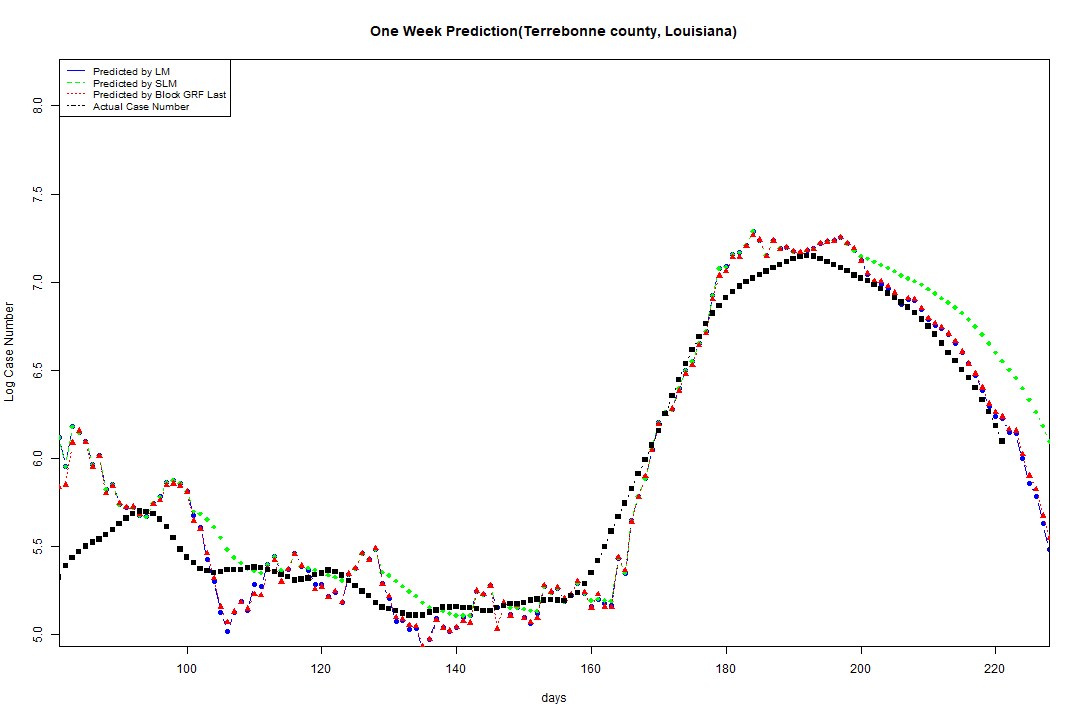 One Week Prediction(Terrebonne county, Louisiana)
Predicted by LM
Predicted by SLM
Predicted by Block GRF Last
Actual Case Number
Log Case Number
8.0
7.5
7.0
6.5
6.0
5.5
5.0
100 120 140 160 180 200 220
days